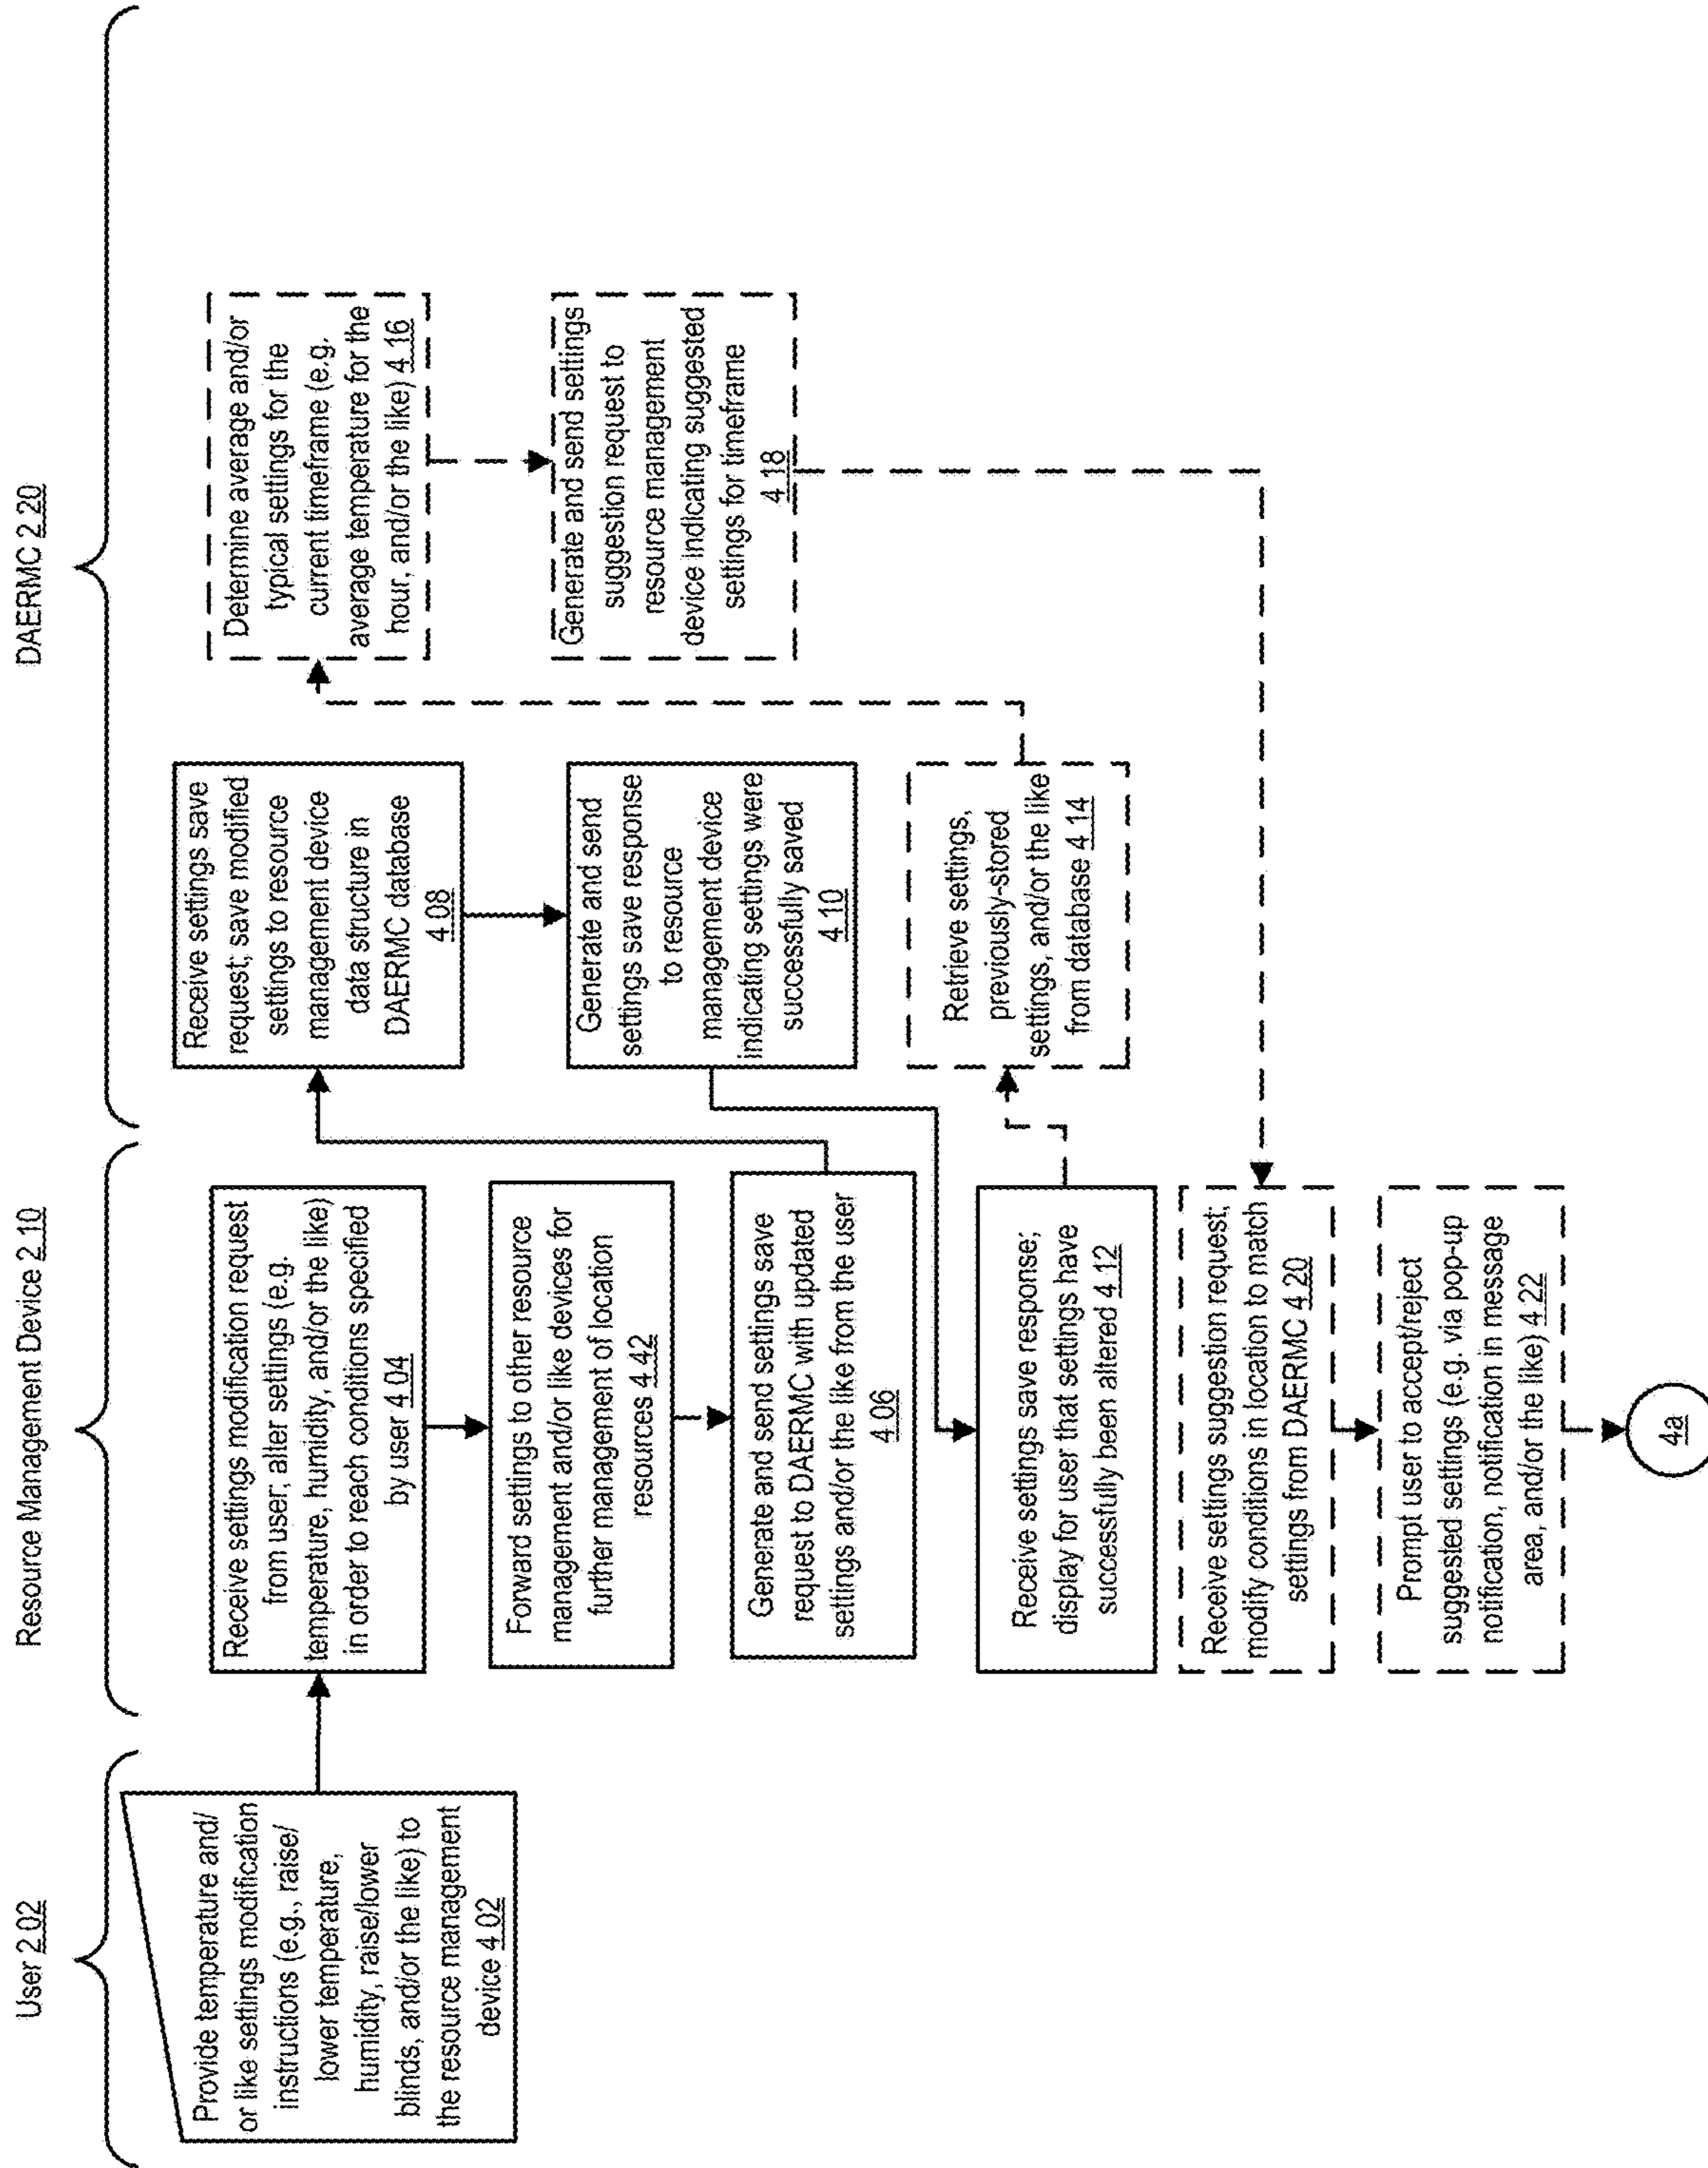 User 2 02
Resource Management Device 2 10
DAERMC 2 20
Provide temperature and/
or like settings modification
instructions (e.g., raise/
lower temperature,
humidity, raise/lower
blinds, and/or the like) to
the resource management
device 4 02
Receive settings modification request
from user, alter settings (e.g.
temperature, humidity, and/or the like)
in order to reach conditions specified
by user 4 04
Forward settings to other resource
management and/or like devices for
further management of location
resources 4 42
Generate and send settings save
request to DAERMC with updated
settings and/or the like from the user
4 06
Receive settings save
request; save modified
settings to resource
management device
data structure in
DAERMC database
4 08
Generate and send
settings save response
to resource
management device
indicating settings were
successfully saved
4 10
Receive settings save response;
display for user that settings have
successfully been altered 4 12
Retrieve settings,
previously-stored
settings, and/or the like
from database 4 14
Determine average and/or
typical settings for the
current timeframe (e.g.
average temperature for the
hour, and/or the like) 4 16
Generate and send setings
suggestion request to
resource management
device indicating suggested
settings for timeframe
4 18
Receive settings suggestion request;
modify conditions in location to match
settings from DAERMC 4 20
Prompt user to accept/reject
suggested settings (e.g. via pop-up
notification, notification in message
area, and/or the like) 4 22
4a